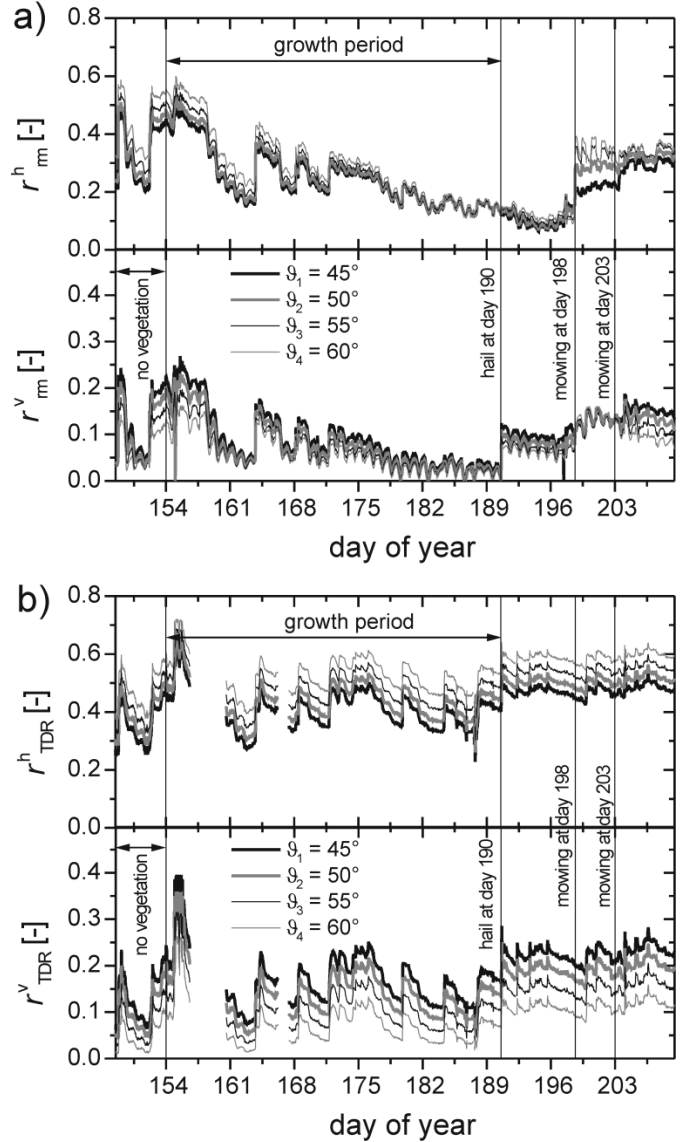 a)
0.8
growth period
0.6
r^h_rm [-]
0.4
0.2
0.0
0.4
no vegetation
ϑ1 = 45°
ϑ2 = 50°
ϑ3 = 55°
ϑ4 = 60°
hail at day 190
mowing at day 198
mowing at day 203
0.3
r^v_rm [-]
0.2
0.1
0.0
154 161 168 175 182 189 196 203
day of year
b)
0.8
growth period
0.6
r^h_TDR [-]
0.4
0.2
0.0
0.4
no vegetation
ϑ1 = 45°
ϑ2 = 50°
ϑ3 = 55°
ϑ4 = 60°
hail at day 190
mowing at day 198
mowing at day 203
0.3
r^v_TDR [-]
0.2
0.1
0.0
154 161 168 175 182 189 196 203
day of year